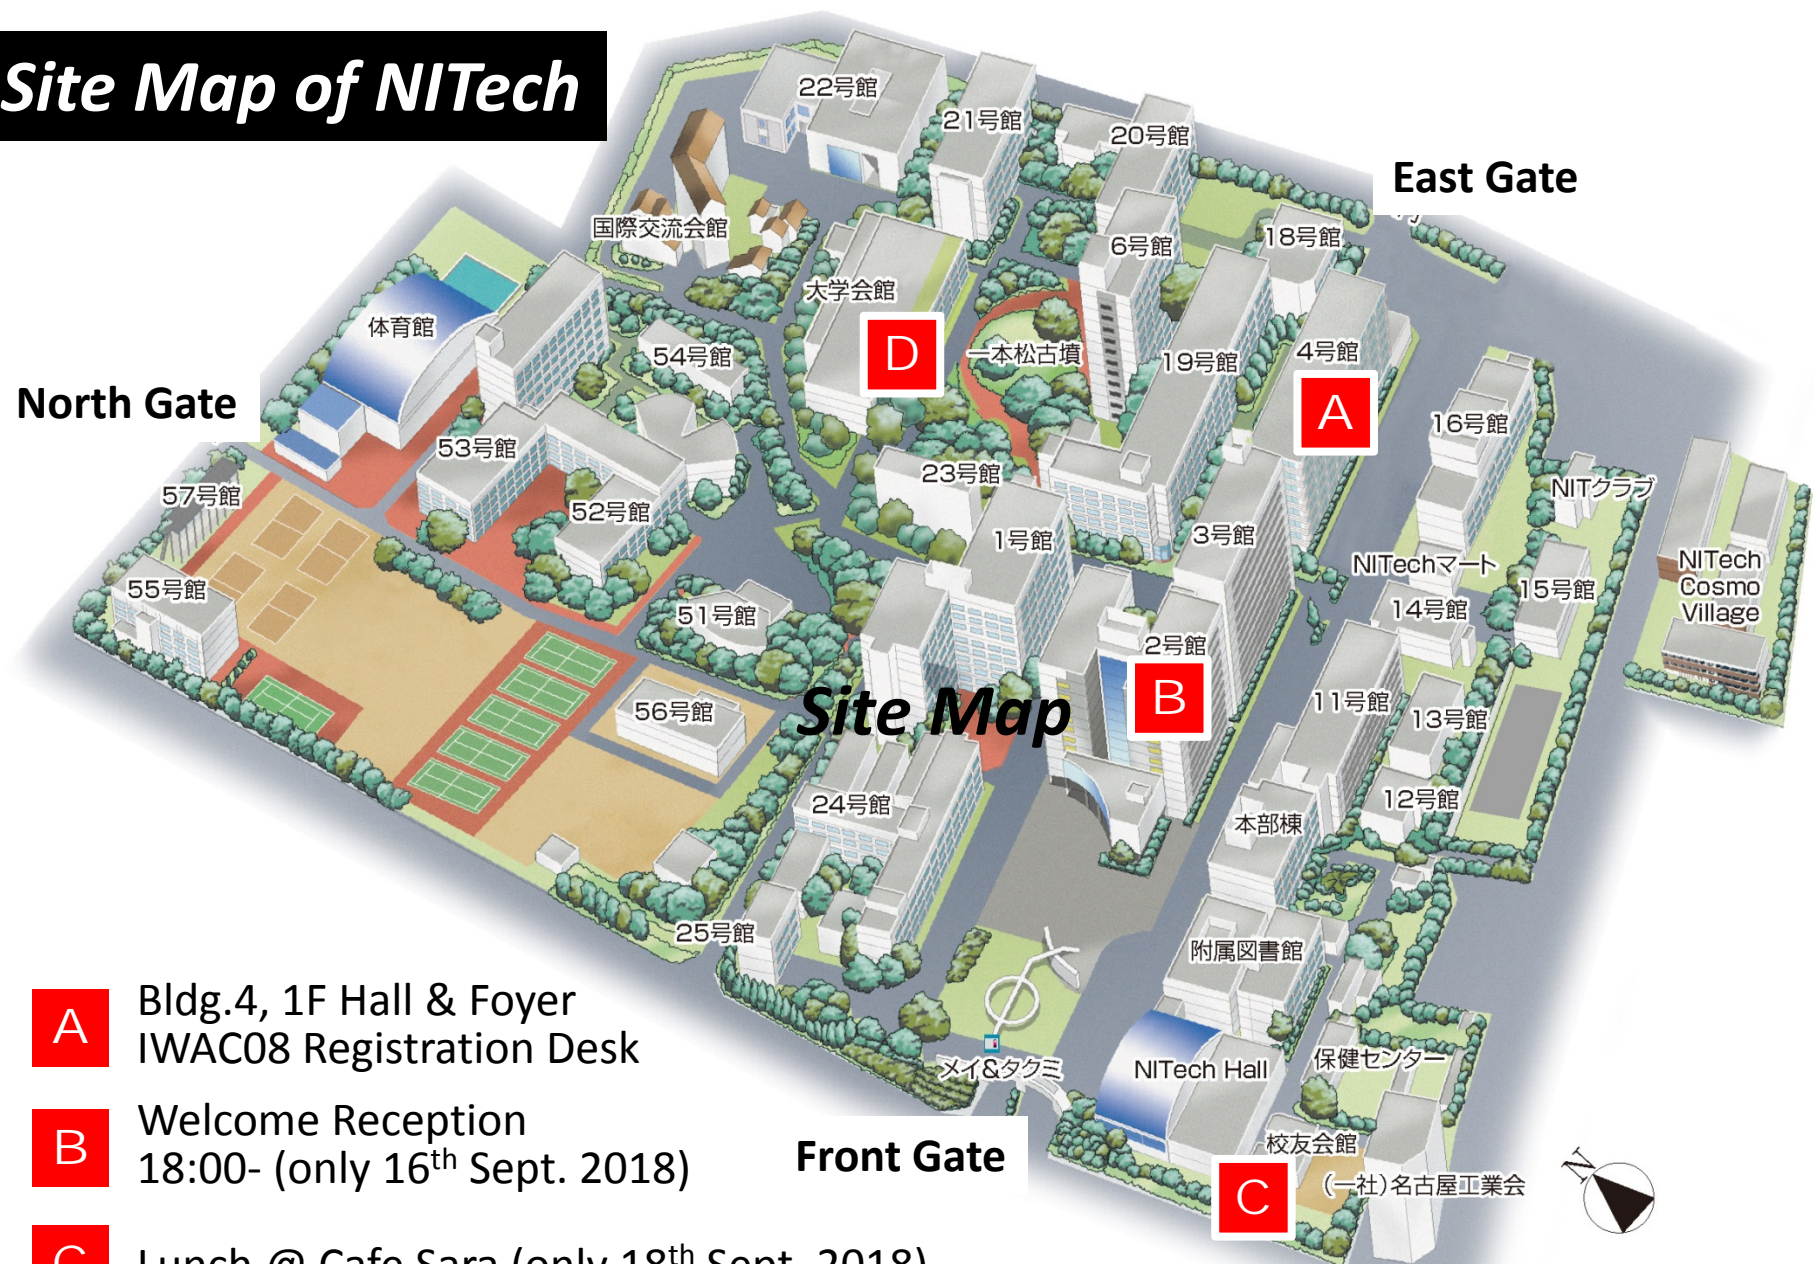 Site Map of NITech
22号館
21号館
20号館
East Gate
国際交流会館
6号館
18号館
大学会館
体育館
54号館
D
一本松古墳
19号館
4号館
A
North Gate
16号館
53号館
23号館
57号館
NITクラブ
52号館
1号館
3号館
NITechマート
NITech
Cosmo
Village
55号館
15号館
14号館
51号館
2号館
B
Site Map
56号館
11号館
13号館
24号館
12号館
本部棟
25号館
附属図書館
A
Bldg.4, 1F Hall & Foyer
IWAC08 Registration Desk
メイ&タクミ
NITech Hall
保健センター
B
Welcome Reception
18:00- (only 16th Sept. 2018)
Front Gate
校友会館
C
(一社)名古屋工業会
N
C
Lunch @ Cafe Sara (only 18th Sept. 2018)